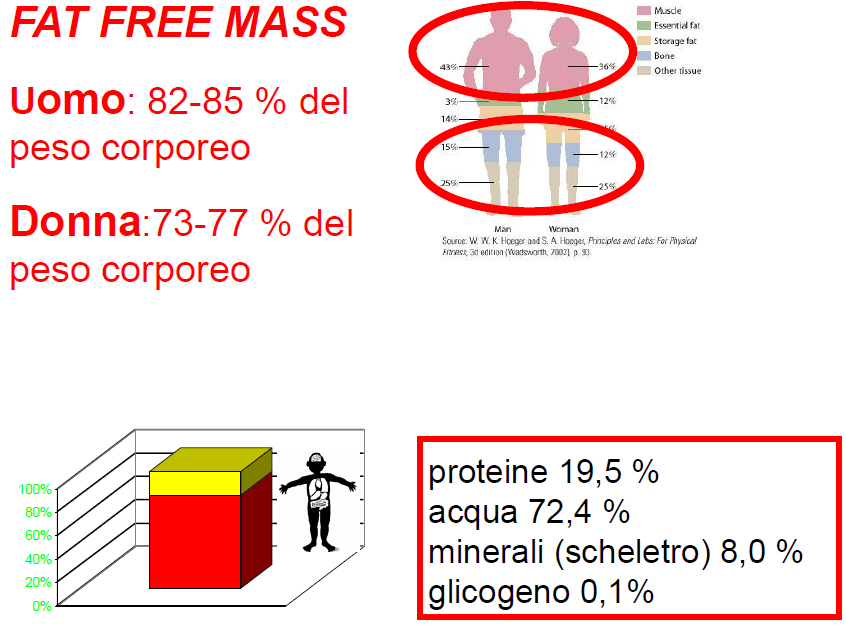 FAT FREE MASS
Uomo: 82-85 % del
peso corporeo
Donna:73-77 % del
peso corporeo
Muscle
Essential fat
Storage fat
Bone
Other tissue
43%
36%
3%
12%
14%
15%
12%
25%
25%
Man
Woman
Source: W. W. K. Hoeger and S. A. Hoeger, Principles and Labs: For Physical
Fitness, 3d edition (Wadsworth, 2002), p. 93.
100%
80%
60%
40%
20%
0%
proteine 19,5 %
acqua 72,4 %
minerali (scheletro) 8,0 %
glicogeno 0,1%